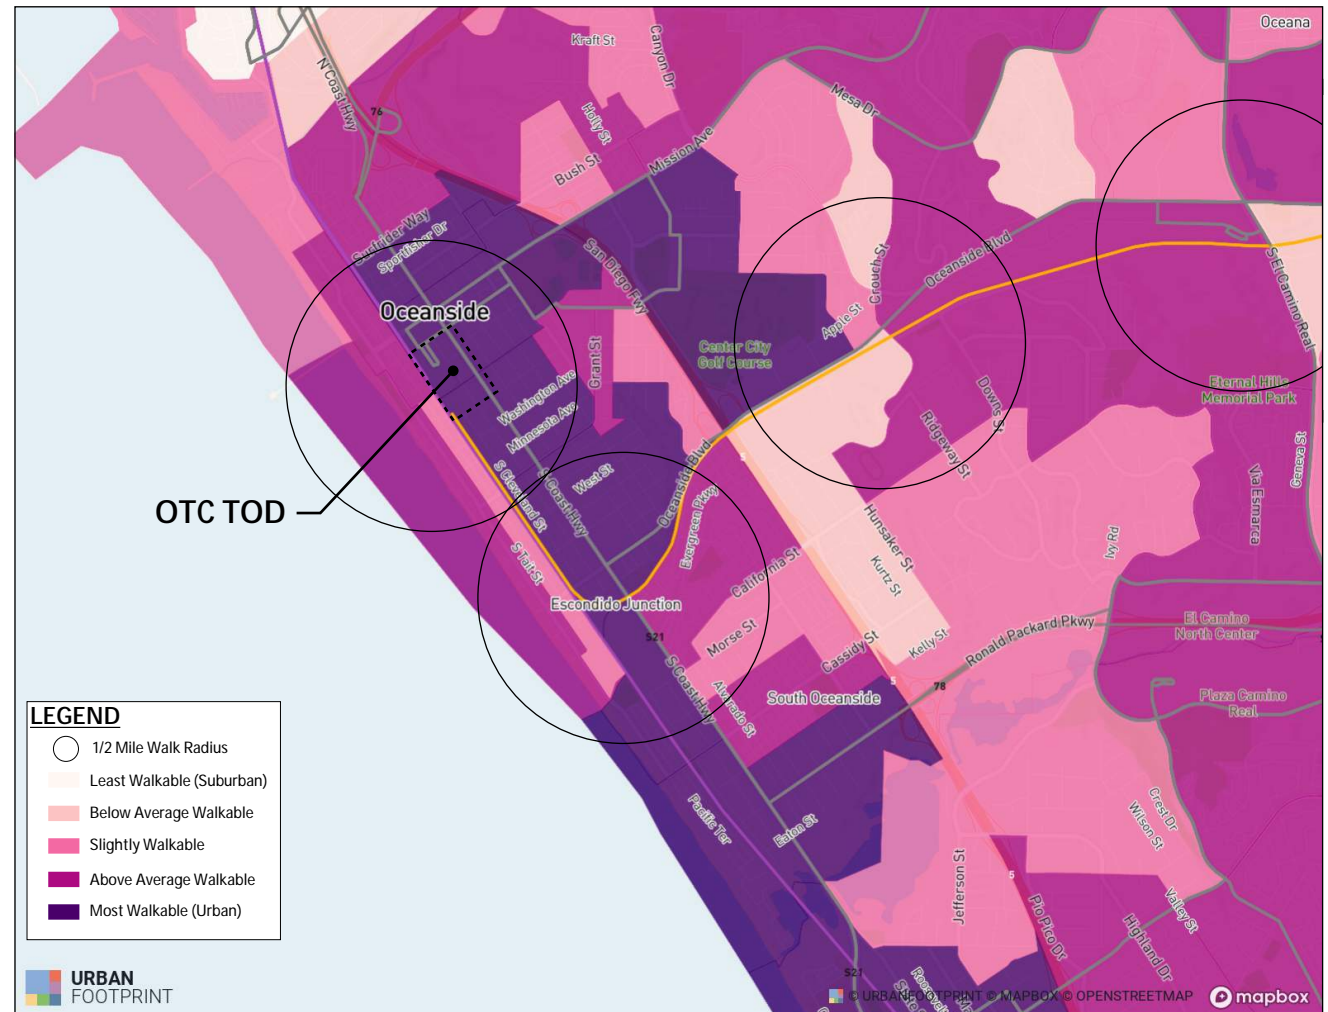 Oceana
Kraft St
Canyon Dr
N Coast Hwy
76
Mesa Dr
Holly St
Mission Ave
Bush St
Surfrider Way
Sportfisher Dr
San Diego Fwy
Crouch St
Oceanside Blvd
S El Camino Real
Oceanside
Apple St
Center City
Golf Course
Grant St
Washington Ave
Minnesota Ave
Eternal Hills
Memorial Park
Downs St
Ridgeway St
Geneva St
Via Esmarca
OTC TOD
West St
S Coast Hwy
S Cleveland St
Oceanside Blvd
Evergreen Pkwy
5
Hunsaker St
Ivy Rd
S Tait St
California St
Kurtz St
Escondido Junction
S21
Morse St
Cassidy St
Kelly St
Ronald Packard Pkwy
El Camino
North Center
S Coast Hwy
Alvarado St
South Oceanside
5
78
Plaza Camino
Real
LEGEND
1/2 Mile Walk Radius
Least Walkable (Suburban)
Below Average Walkable
Slightly Walkable
Above Average Walkable
Most Walkable (Urban)
Pacific Ter
Eaton St
Crest Dr
Wilson St
Jefferson St
5
Pio Pico Dr
Valley St
Highland Dr
S21
URBAN
FOOTPRINT
© URBANFOOTPRINT © MAPBOX © OPENSTREETMAP
mapbox